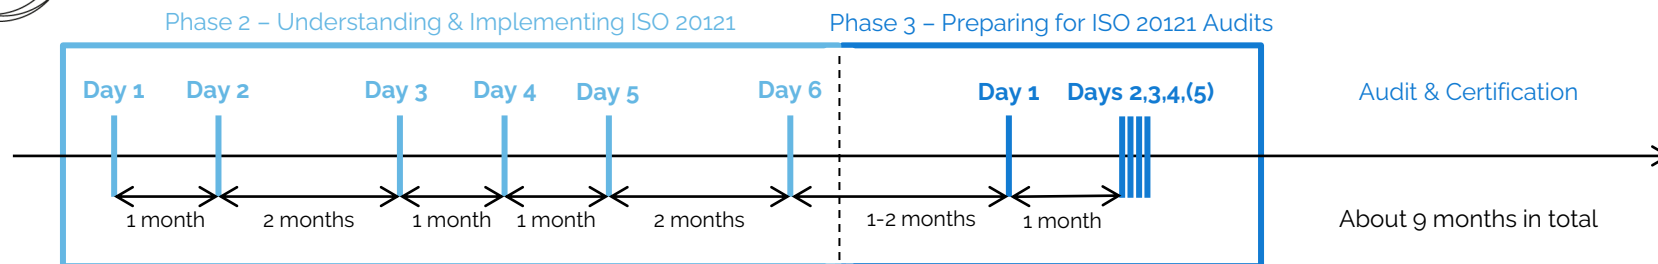 Phase 2 – Understanding & Implementing ISO 20121
Phase 3 – Preparing for ISO 20121 Audits
Day 1
Day 2
Day 3
Day 4
Day 5
Day 6
Day 1
Days 2,3,4,(5)
Audit & Certification
1 month
2 months
1 month
1 month
2 months
1-2 months
1 month
About 9 months in total